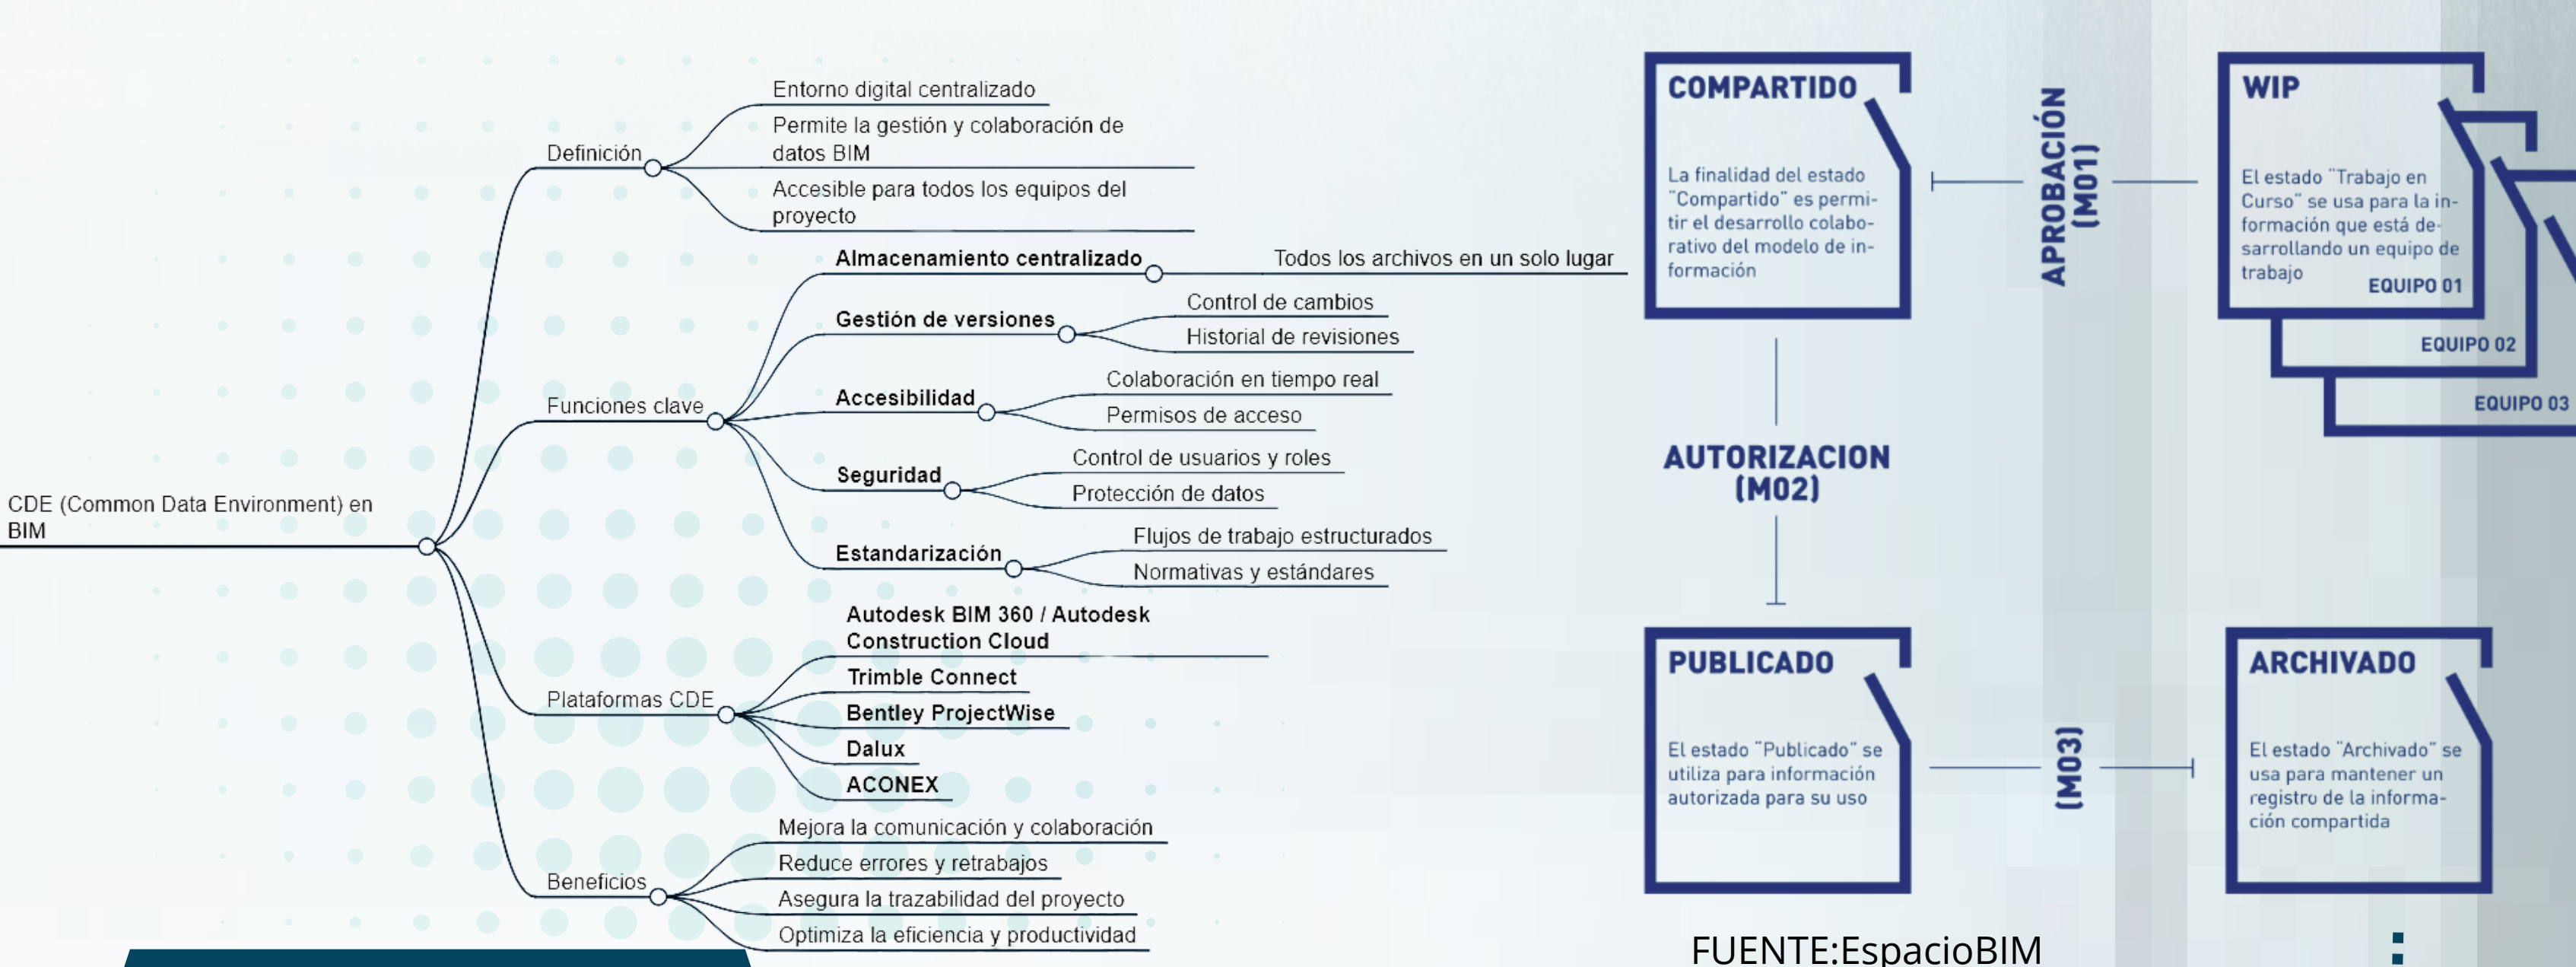 CDE (Common Data Environment) en
BIM
Definición
Entorno digital centralizado
Permite la gestión y colaboración de
datos BIM
Accesible para todos los equipos del
proyecto
Funciones clave
Almacenamiento centralizado
Todos los archivos en un solo lugar
Gestión de versiones
Control de cambios
Historial de revisiones
Accesibilidad
Colaboración en tiempo real
Permisos de acceso
Seguridad
Control de usuarios y roles
Protección de datos
Estandarización
Flujos de trabajo estructurados
Normativas y estándares
Plataformas CDE
Autodesk BIM 360 / Autodesk
Construction Cloud
Trimble Connect
Bentley ProjectWise
Dalux
ACONEX
Beneficios
Mejora la comunicación y colaboración
Reduce errores y retrabajos
Asegura la trazabilidad del proyecto
Optimiza la eficiencia y productividad
COMPARTIDO
La finalidad del estado
"Compartido" es permi-
tir el desarrollo colabo-
rativo del modelo de in-
formación
APROBACIÓN
(M01)
WIP
El estado "Trabajo en
Curso" se usa para la in-
formación que está de-
sarrollando un equipo de
trabajo
EQUIPO 01
EQUIPO 02
EQUIPO 03
AUTORIZACION
(M02)
PUBLICADO
El estado "Publicado" se
utiliza para información
autorizada para su uso
(M03)
ARCHIVADO
El estado "Archivado" se
usa para mantener un
registro de la informa-
ción compartida
FUENTE:EspacioBIM